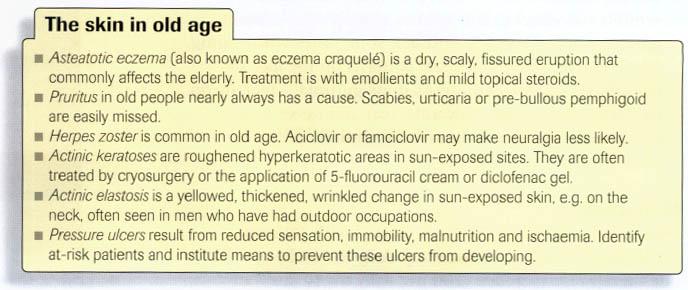 The skin in old age
■ Asteatotic eczema (also known as eczema craquelé) is a dry, scaly, fissured eruption that
commonly affects the elderly. Treatment is with emollients and mild topical steroids.
■ Pruritus in old people nearly always has a cause. Scabies, urticaria or pre-bullous pemphigoid
are easily missed.
■ Herpes zoster is common in old age. Aciclovir or famciclovir may make neuralgia less likely.
■ Actinic keratoses are roughened hyperkeratotic areas in sun-exposed sites. They are often
treated by cryosurgery or the application of 5-fluorouracil cream or diclofenac gel.
■ Actinic elastosis is a yellowed, thickened, wrinkled change in sun-exposed skin, e.g. on the
neck, often seen in men who have had outdoor occupations.
■ Pressure ulcers result from reduced sensation, immobility, malnutrition and ischaemia. Identify
at-risk patients and institute means to prevent these ulcers from developing.